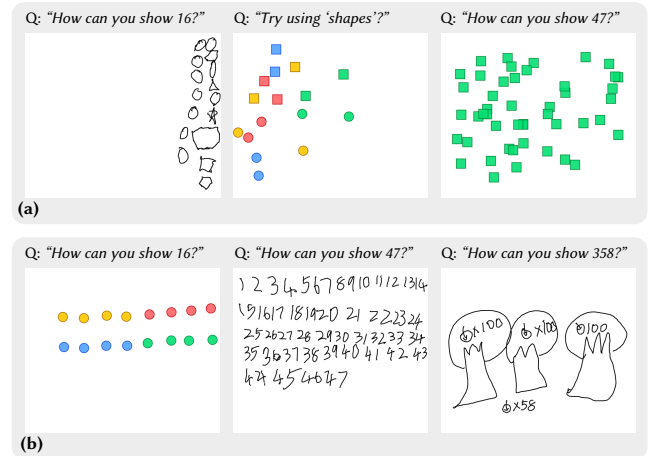 Q: "How can you show 16?"
Q: "Try using ‘shapes’?"
Q: "How can you show 47?"
(a)
Q: "How can you show 16?"
Q: "How can you show 47?"
1 2 3 4 5 6 7 8 9 10 11 12 13 14
15 16 17 18 19 20 21 22 23 24
25 26 27 28 29 30 31 32 33 34
35 36 37 38 39 40 41 42 43
44 45 46 47
Q: "How can you show 358?"
x100
x100
100
x58
(b)